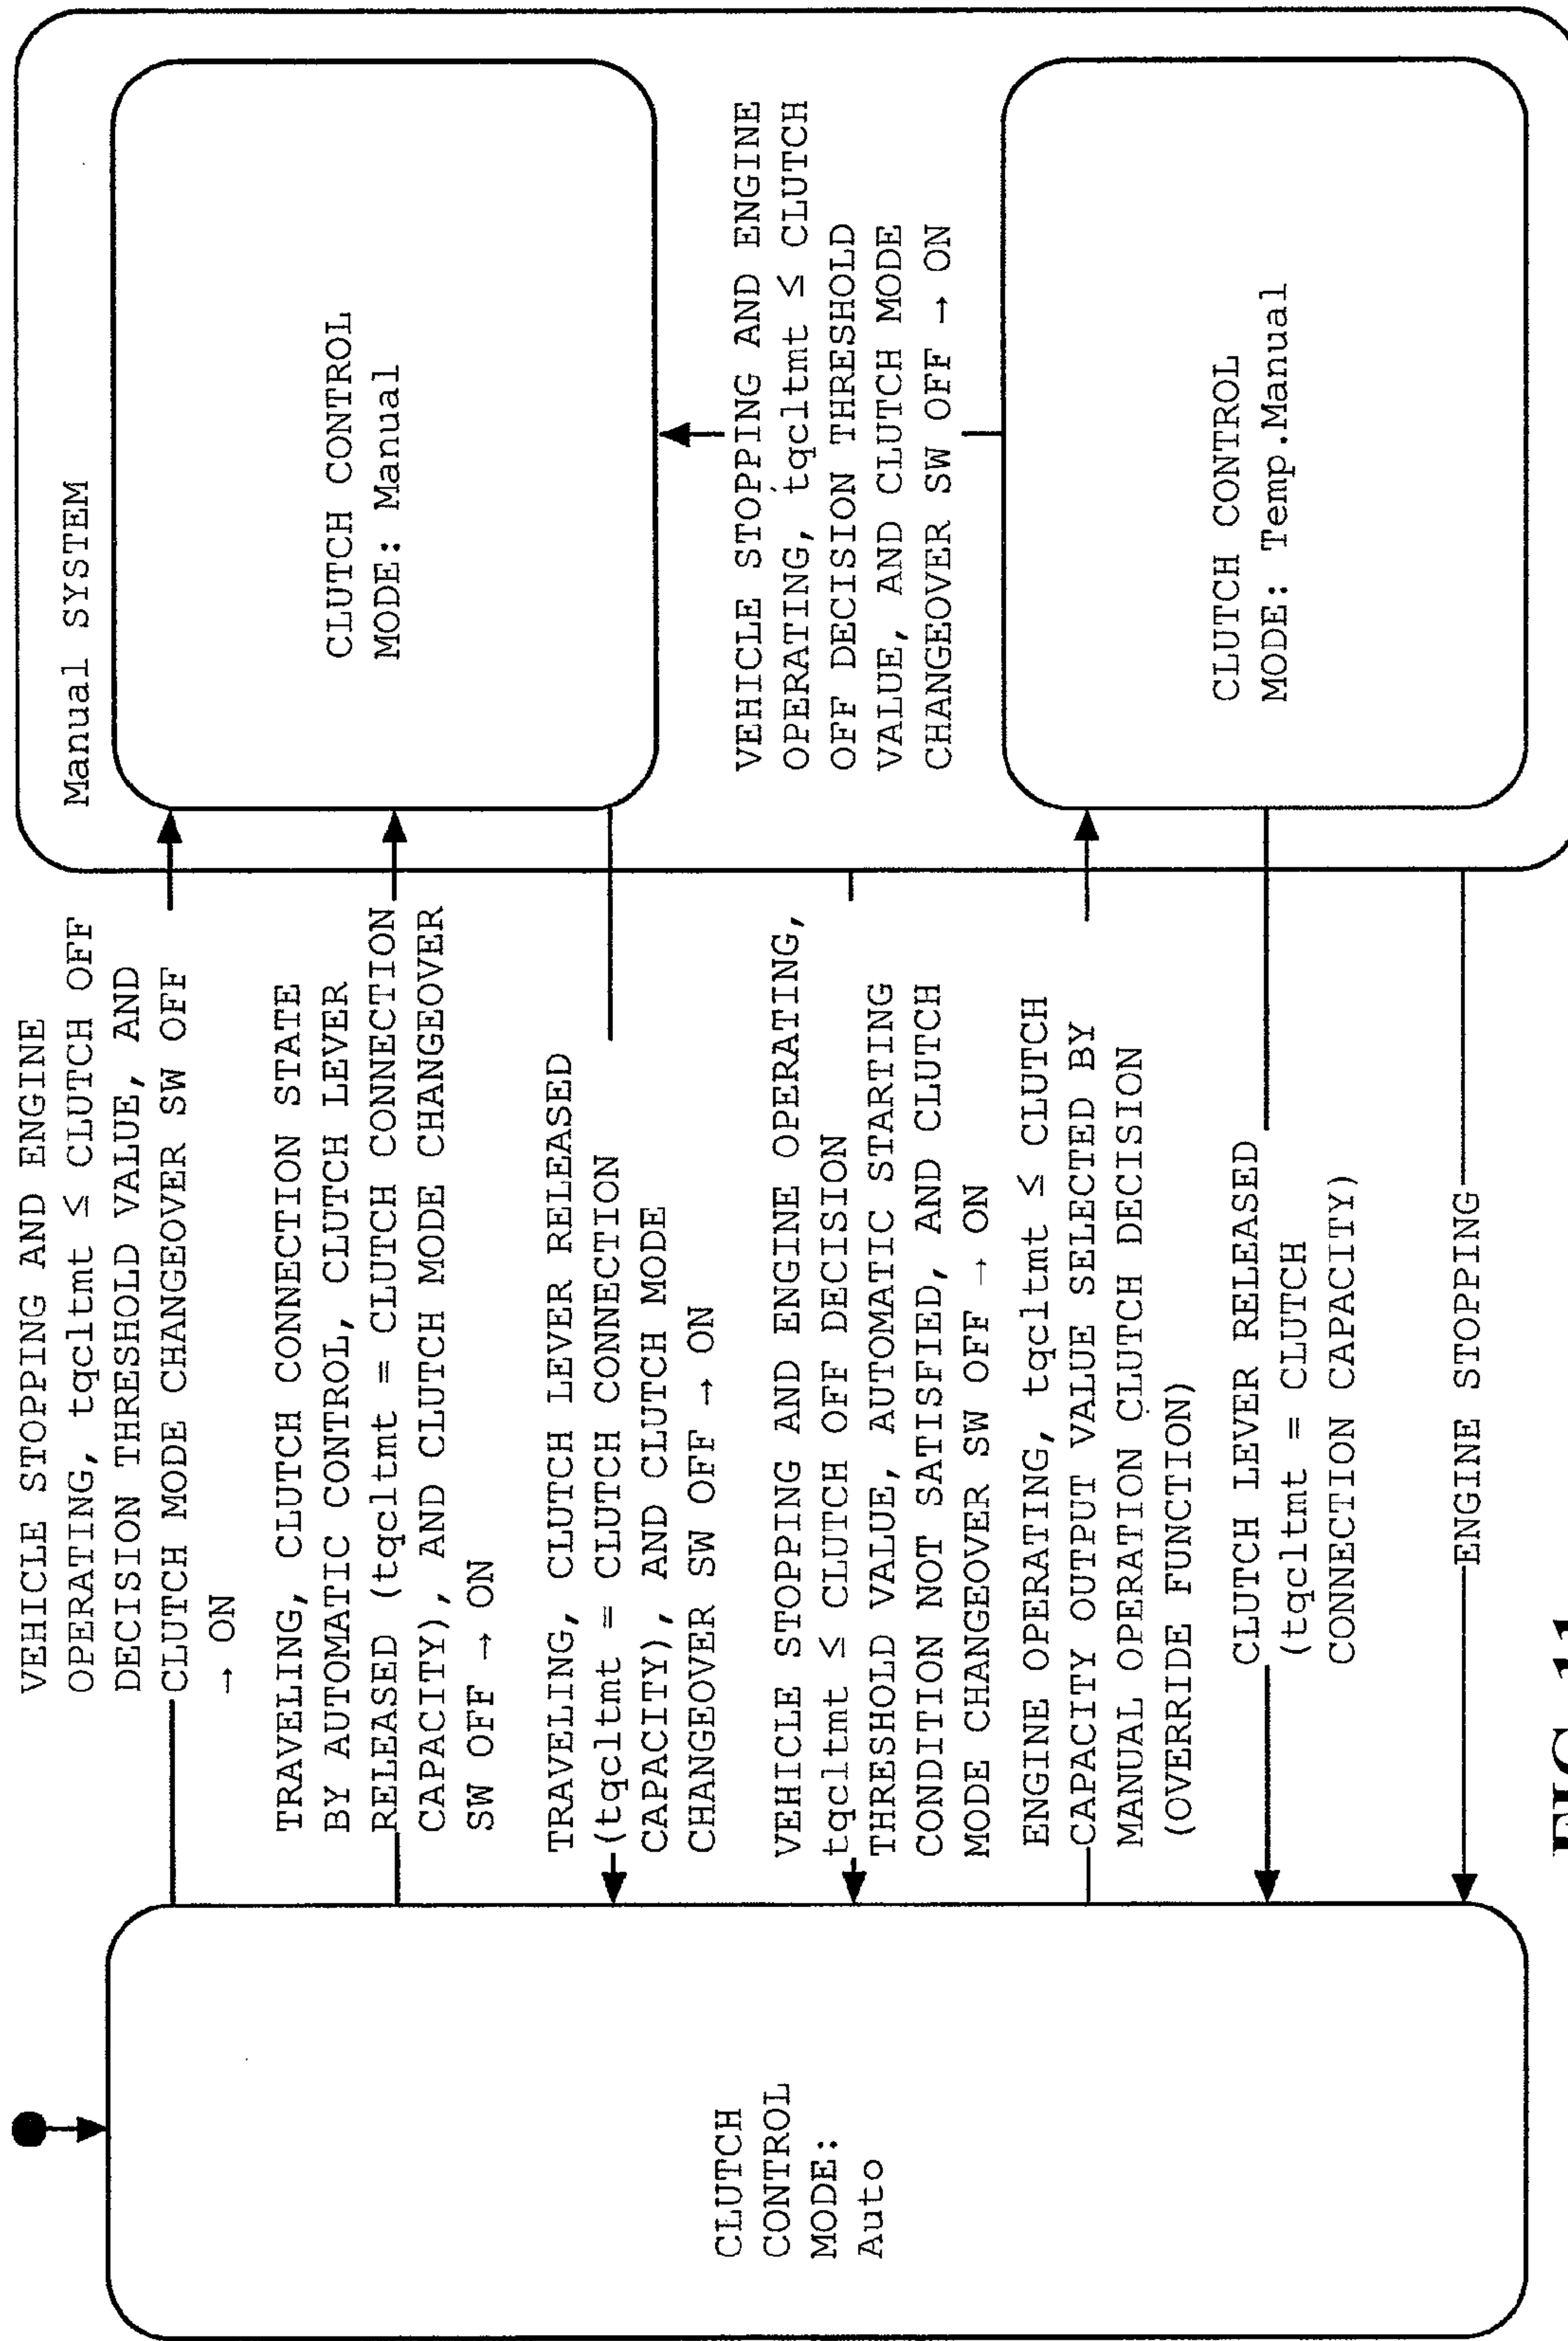 CLUTCH
CONTROL
MODE:
Auto
VEHICLE STOPPING AND ENGINE
OPERATING, tqcltmt ≤ CLUTCH OFF
DECISION THRESHOLD VALUE, AND
CLUTCH MODE CHANGEOVER SW OFF
→ ON
TRAVELING, CLUTCH CONNECTION STATE
BY AUTOMATIC CONTROL, CLUTCH LEVER
RELEASED (tqcltmt = CLUTCH CONNECTION
CAPACITY), AND CLUTCH MODE CHANGEOVER
SW OFF → ON
TRAVELING, CLUTCH LEVER RELEASED
(tqcltmt = CLUTCH CONNECTION
CAPACITY), AND CLUTCH MODE
CHANGEOVER SW OFF → ON
VEHICLE STOPPING AND ENGINE OPERATING,
tqcltmt ≤ CLUTCH OFF DECISION
THRESHOLD VALUE, AUTOMATIC STARTING
CONDITION NOT SATISFIED, AND CLUTCH
MODE CHANGEOVER SW OFF → ON
ENGINE OPERATING, tqcltmt ≤ CLUTCH
CAPACITY OUTPUT VALUE SELECTED BY
MANUAL OPERATION CLUTCH DECISION
(OVERRIDE FUNCTION)
CLUTCH LEVER RELEASED
(tqcltmt = CLUTCH
CONNECTION CAPACITY)
ENGINE STOPPING
Manual SYSTEM
CLUTCH CONTROL
MODE: Manual
VEHICLE STOPPING AND ENGINE
OPERATING, tqcltmt ≤ CLUTCH
OFF DECISION THRESHOLD
VALUE, AND CLUTCH MODE
CHANGEOVER SW OFF → ON
CLUTCH CONTROL
MODE: Temp.Manual
FIG. 11